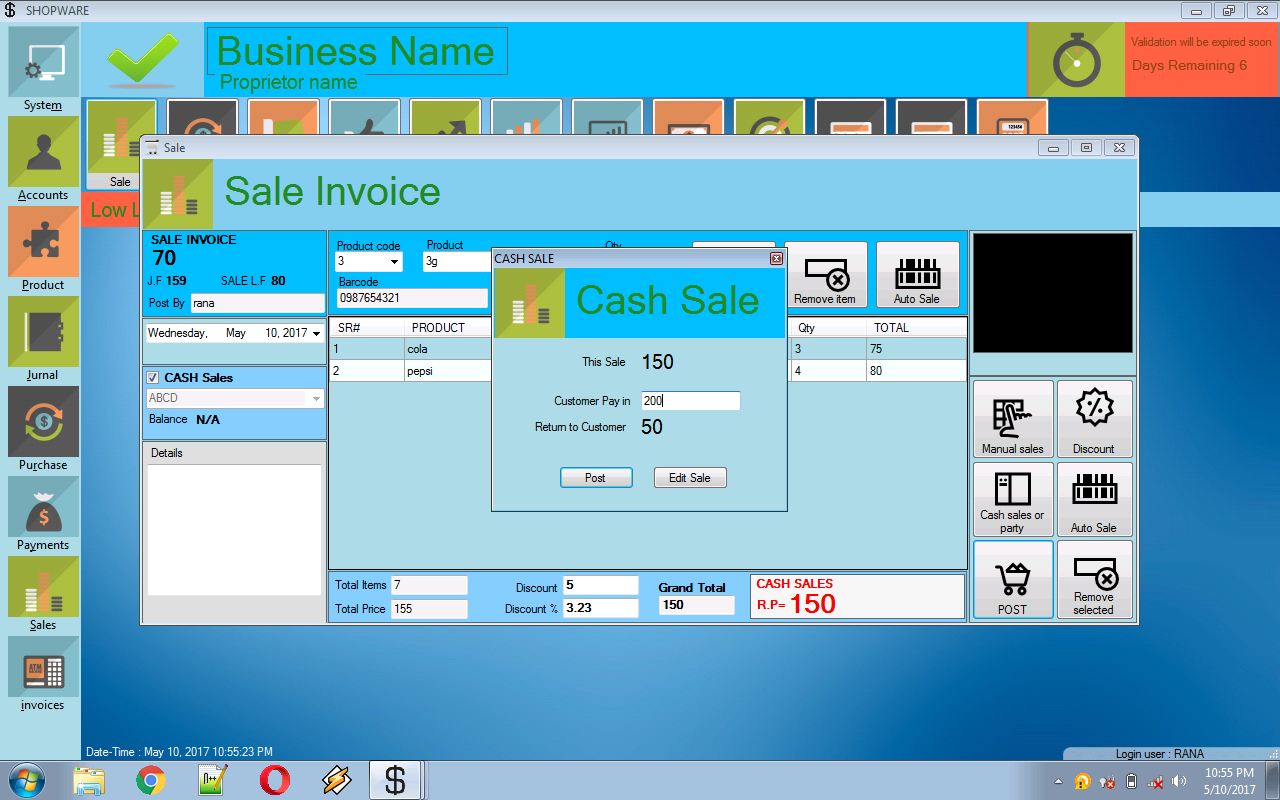 SHOPWARE
Business Name
Proprietor name
Validation will be expired soon
Days Remaining 6
System
Accounts
Product
Jurnal
Purchase
Payments
Sales
invoices
ATM
123456
Sale
Low L
Sale
Sale Invoice
SALE INVOICE
70
J.F 159 SALE L.F 80
Post By rana
Wednesday, May 10, 2017
CASH Sales
ABCD
Balance N/A
Details
Product code Product Qty
3 3g
Barcode
0987654321
Remove item
Auto Sale
SR# PRODUCT Qty TOTAL
1 cola 3 75
2 pepsi 4 80
CASH SALE
Cash Sale
This Sale 150
Customer Pay in 200
Return to Customer 50
Post Edit Sale
Manual sales
Discount
Cash sales or party
Auto Sale
POST
Remove selected
Total Items 7 Discount 5 Grand Total
Total Price 155 Discount % 3.23 150
CASH SALES
R.P= 150
Date-Time : May 10, 2017 10:55:23 PM
Login user : RANA
10:55 PM
5/10/2017